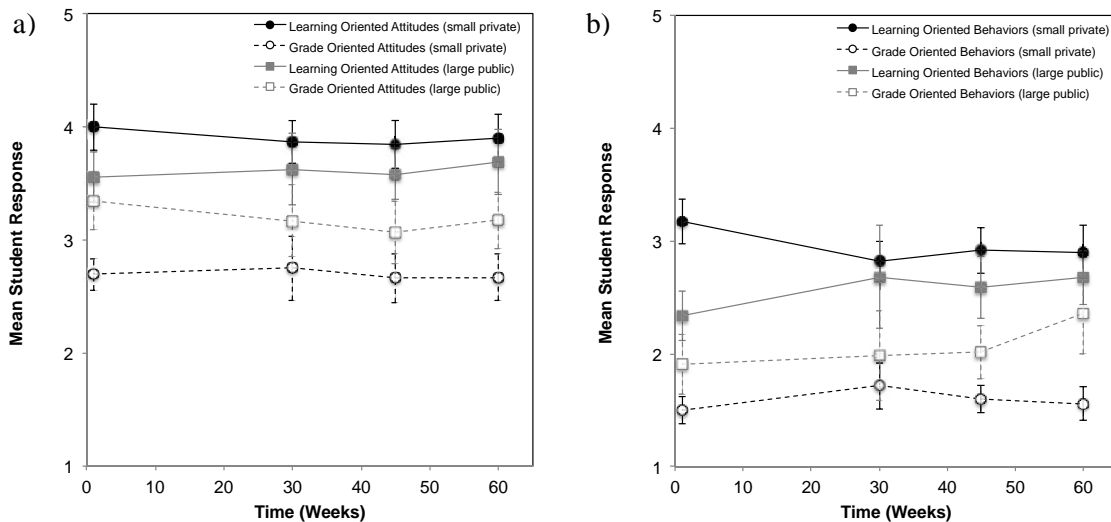 a)
5
4
3
2
1
Mean Student Response
Learning Oriented Attitudes (small private)
Grade Oriented Attitudes (small private)
Learning Oriented Attitudes (large public)
Grade Oriented Attitudes (large public)
0 10 20 30 40 50 60
Time (Weeks)
b)
5
4
3
2
1
Mean Student Response
Learning Oriented Behaviors (small private)
Grade Oriented Behaviors (small private)
Learning Oriented Behaviors (large public)
Grade Oriented Behaviors (large public)
0 10 20 30 40 50 60
Time (Weeks)